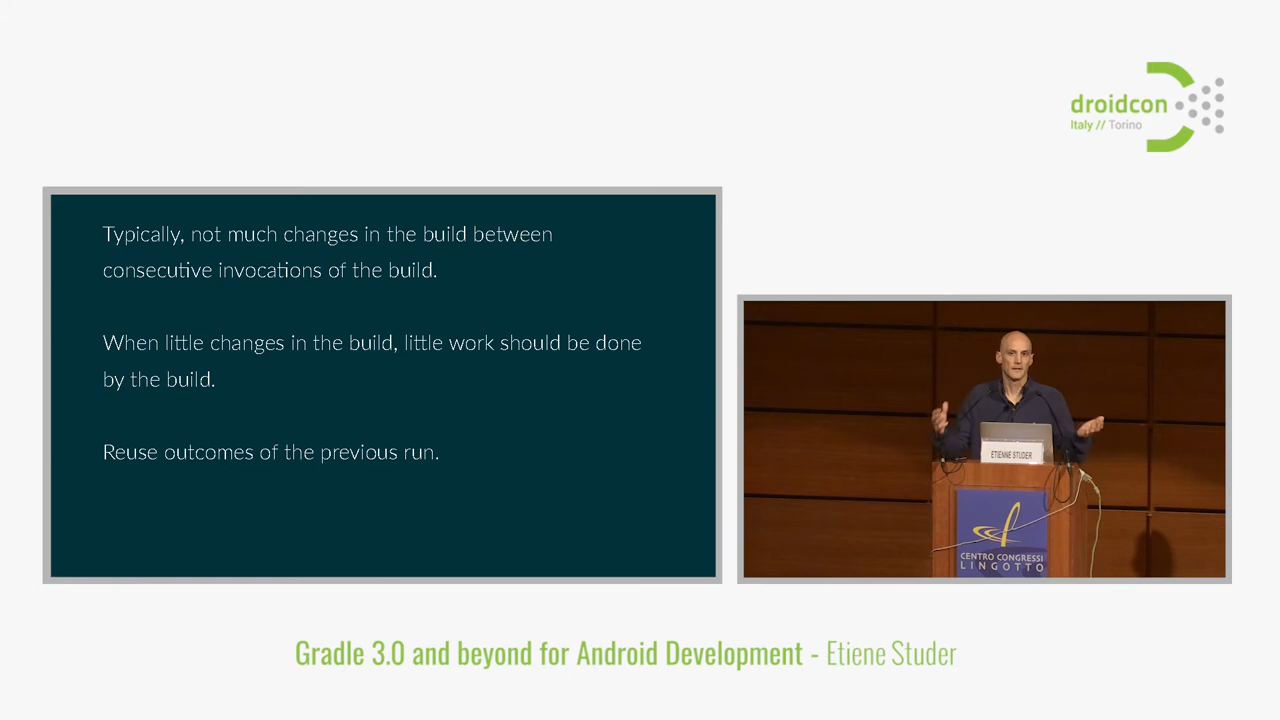 droidcon
Italy // Torino
Typically, not much changes in the build between
consecutive invocations of the build.
When little changes in the build, little work should be done
by the build.
Reuse outcomes of the previous run.
ETIENNE STUDER
CENTRO CONGRESSI
LINGOTTO
Gradle 3.0 and beyond for Android Development - Etiene Studer